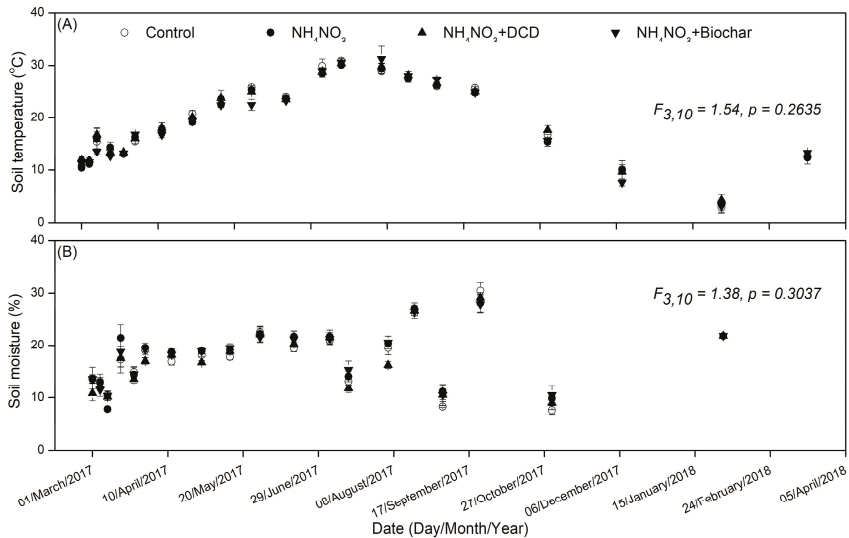 40
(A)
Control
NH4NO3
NH4NO3+DCD
NH4NO3+Biochar
30
20
10
0
Soil temperature (°C)
F3,10 = 1.54, p = 0.2635
40
(B)
30
20
10
0
Soil moisture (%)
F3,10 = 1.38, p = 0.3037
01/March/2017
10/April/2017
20/May/2017
29/June/2017
08/August/2017
17/September/2017
27/October/2017
06/December/2017
15/January/2018
24/February/2018
05/April/2018
Date (Day/Month/Year)